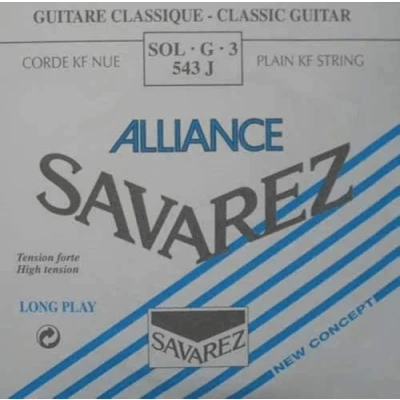 GUITARE CLASSIQUE - CLASSIC GUITAR
CORDE KF NUE
SOL · G · 3
543 J
PLAIN KF STRING
ALLIANCE
SAVAREZ
Tension forte
High tension
LONG PLAY
SAVAREZ
NEW CONCEPT